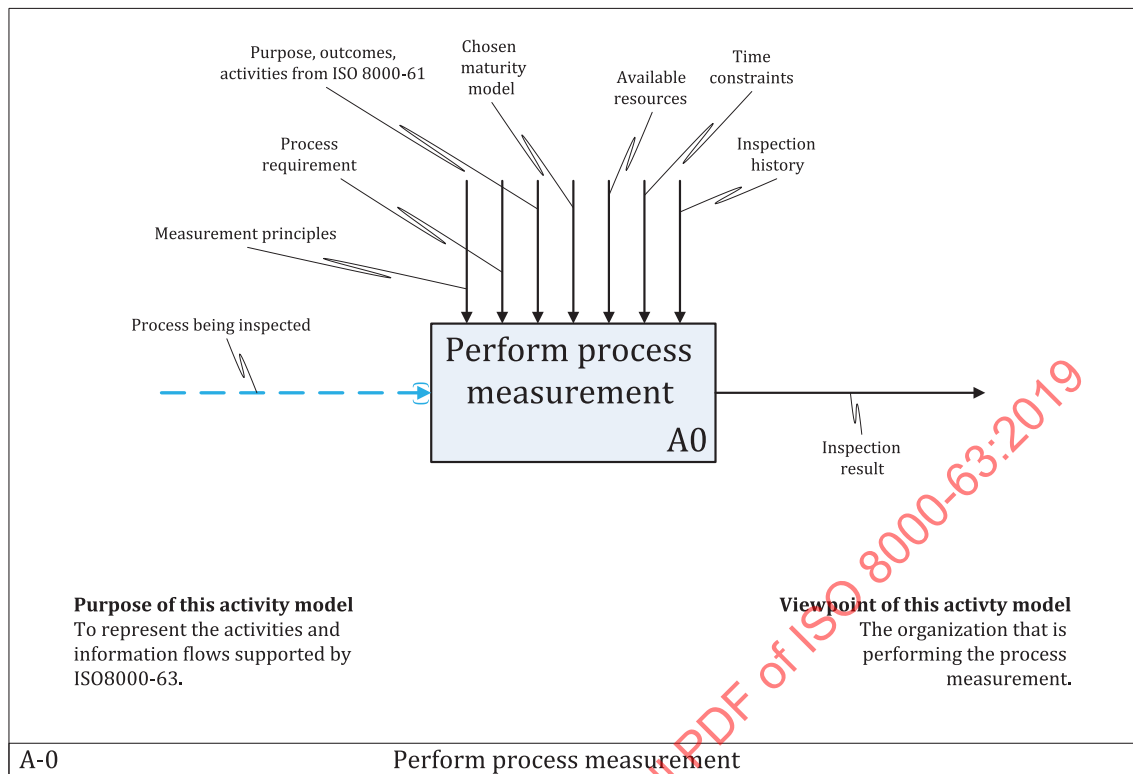 Purpose, outcomes,
activities from ISO 8000-61
Chosen
maturity
model
Available
resources
Time
constraints
Process
requirement
Inspection
history
Measurement principles
Process being inspected
Perform process
measurement
A0
Inspection
result
Purpose of this activity model
To represent the activities and
information flows supported by
ISO8000-63.
Viewpoint of this activty model
The organization that is
performing the process
measurement.
A-0
Perform process measurement
PDF of ISO 8000-63:2019